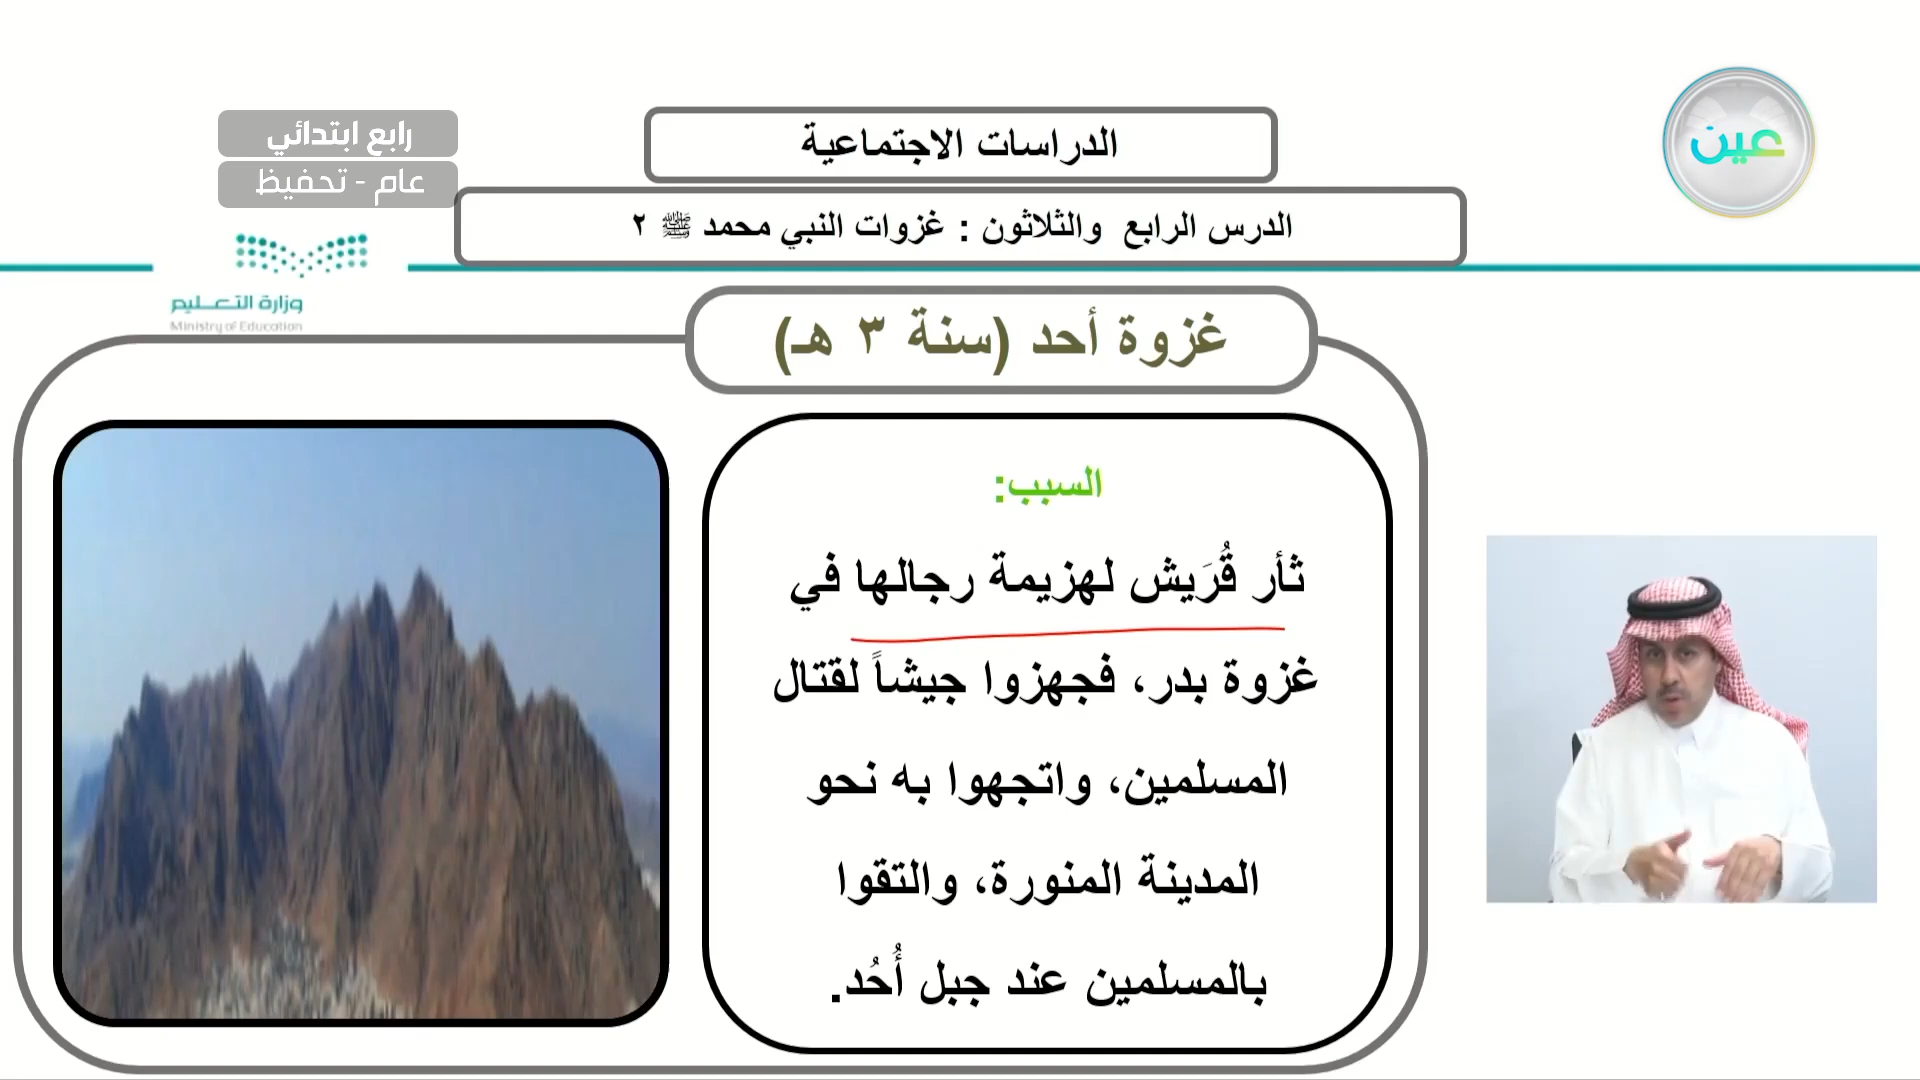 عين
الدراسات الاجتماعية
رابع ابتدائي
عام - تحفيظ
الدرس الرابع والثلاثون : غزوات النبي محمد ﷺ ٢
وزارة التعليم
Ministry of Education
غزوة أحد (سنة ٣ هـ)
السبب:
ثأر قُرَيش لهزيمة رجالها في
غزوة بدر، فجهزوا جيشاً لقتال
المسلمين، واتجهوا به نحو
المدينة المنورة، والتقوا
بالمسلمين عند جبل أُحُد.